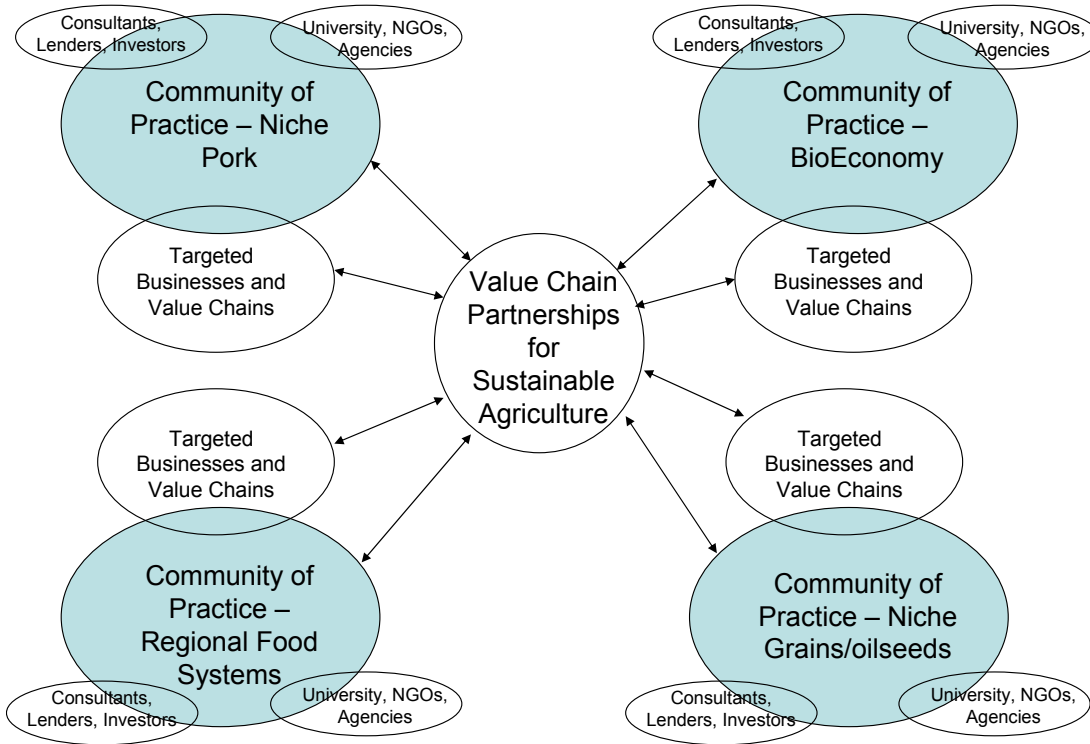 Consultants,
Lenders, Investors
University, NGOs,
Agencies
Community of
Practice – Niche
Pork
Targeted
Businesses and
Value Chains
Consultants,
Lenders, Investors
University, NGOs,
Agencies
Community of
Practice –
BioEconomy
Targeted
Businesses and
Value Chains
Value Chain
Partnerships
for
Sustainable
Agriculture
Targeted
Businesses and
Value Chains
Community of
Practice –
Regional Food
Systems
Consultants,
Lenders, Investors
University, NGOs,
Agencies
Targeted
Businesses and
Value Chains
Community of
Practice – Niche
Grains/oilseeds
Consultants,
Lenders, Investors
University, NGOs,
Agencies